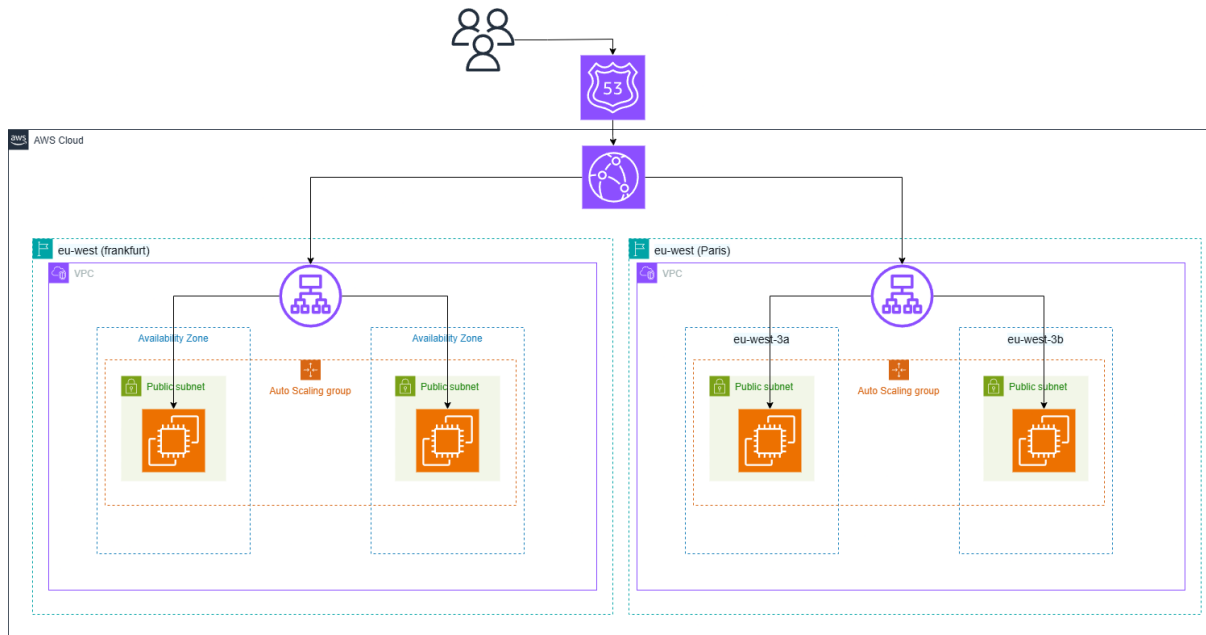 53
aws
AWS Cloud
eu-west (frankfurt)
VPC
Availability Zone
Availability Zone
Auto Scaling group
Public subnet
Public subnet
eu-west (Paris)
VPC
eu-west-3a
eu-west-3b
Auto Scaling group
Public subnet
Public subnet